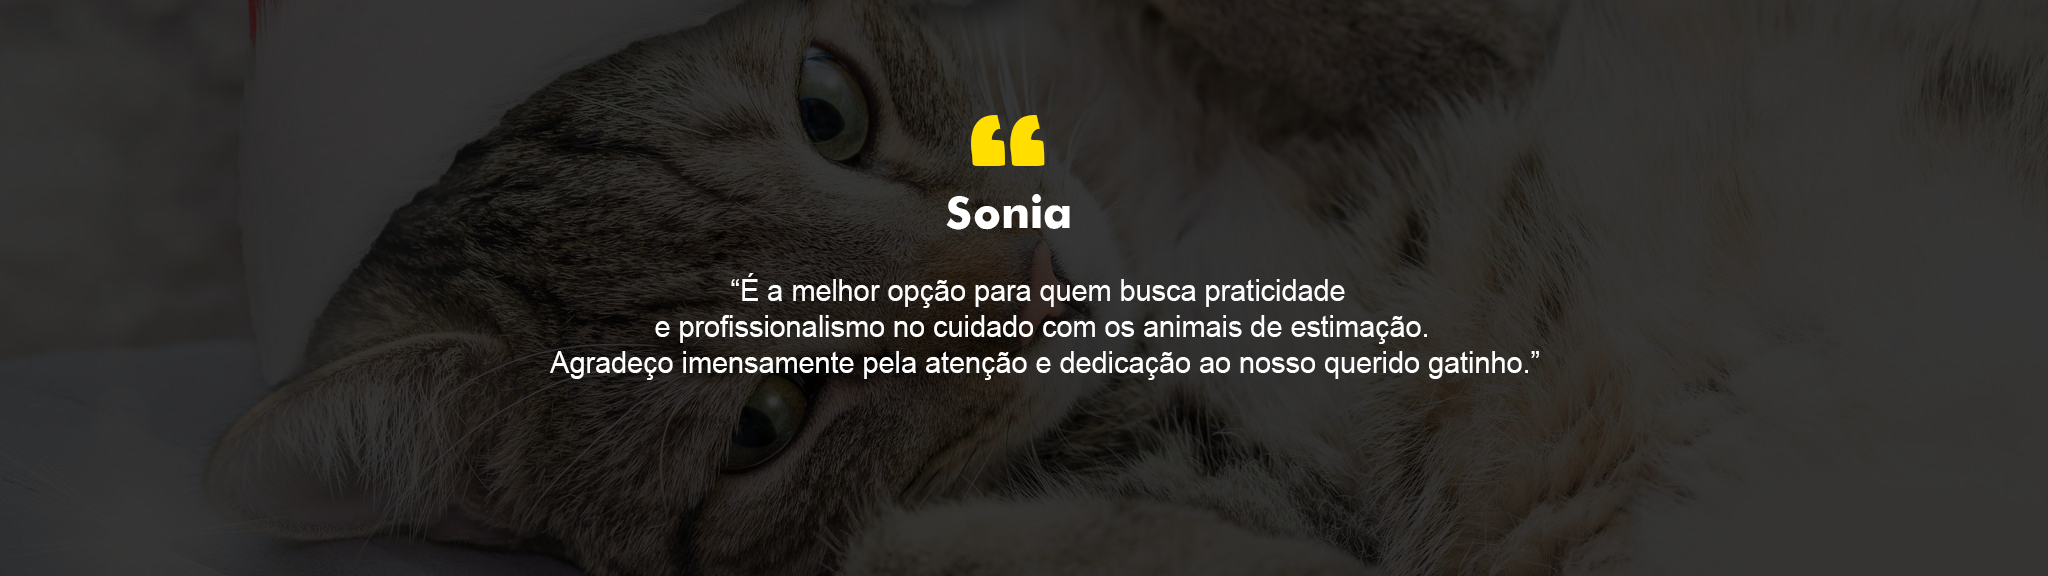 Sonia
“É a melhor opção para quem busca praticidade
e profissionalismo no cuidado com os animais de estimação.
Agradeço imensamente pela atenção e dedicação ao nosso querido gatinho.”